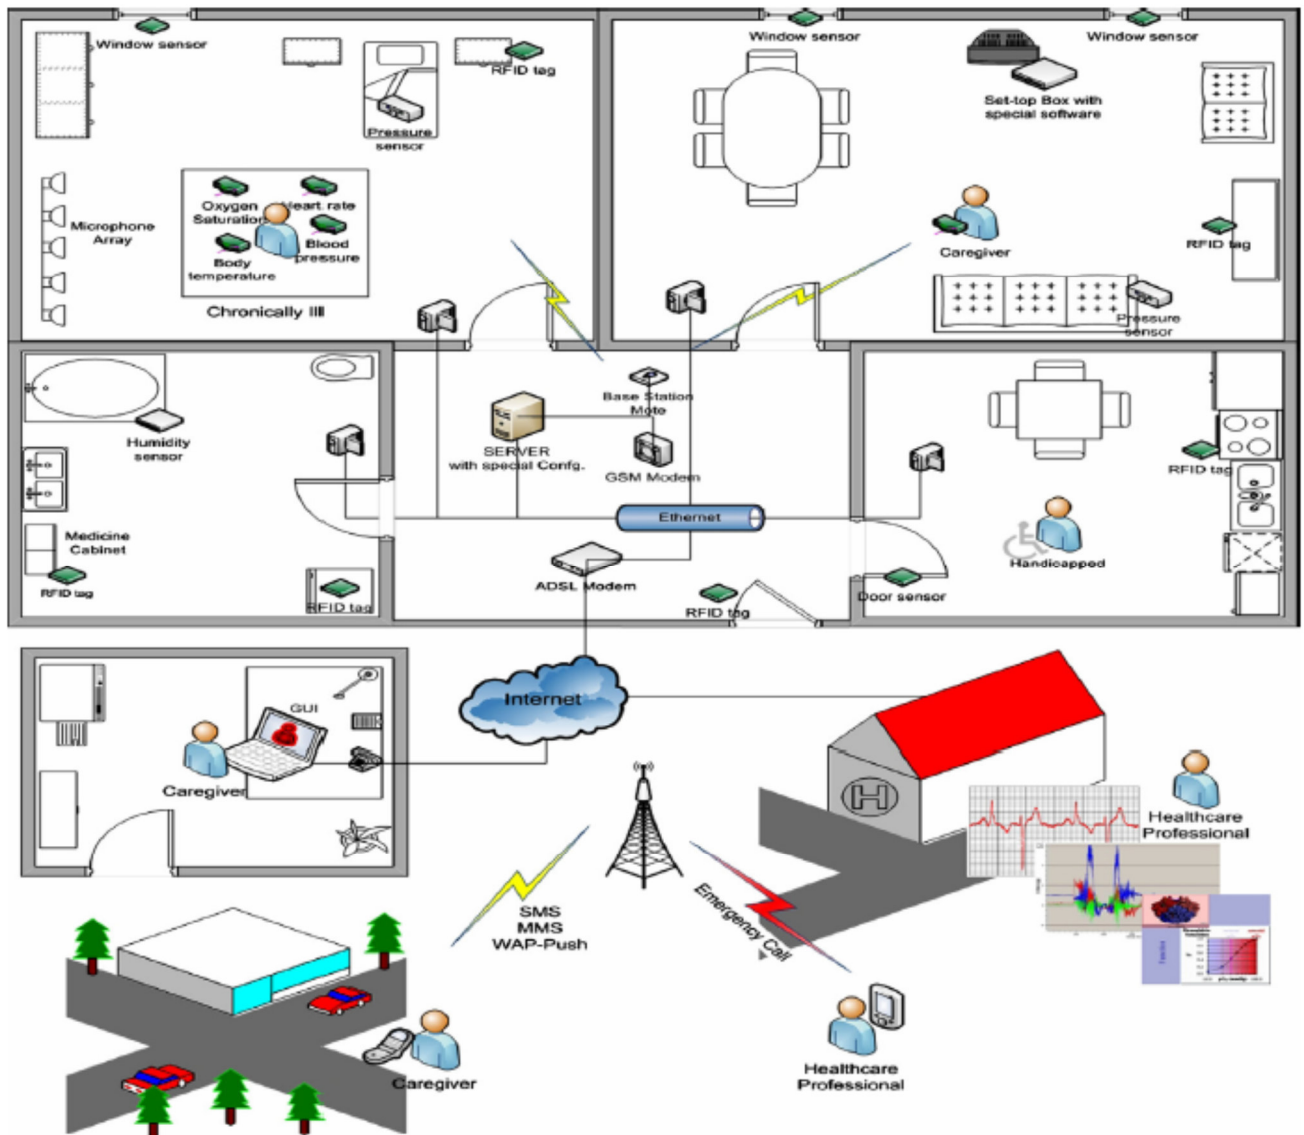 Window sensor
Window sensor
Window sensor
RFID tag
Set-top Box with
special software
Pressure
sensor
Oxygen
Saturation
Heart rate
Blood
pressure
Body
temperature
Microphone
Array
Chronically Ill
Caregiver
RFID tag
Pressure
sensor
Humidity
sensor
Base Station
Mote
SERVER
with special Confg.
GSM Modem
RFID tag
Ethernet
Medicine
Cabinet
Handicapped
ADSL Modem
RFID tag
RFID tag
RFID tag
Door sensor
Internet
GUI
Caregiver
H
Healthcare
Professional
SMS
MMS
WAP-Push
Emergency Call
Caregiver
Healthcare
Professional